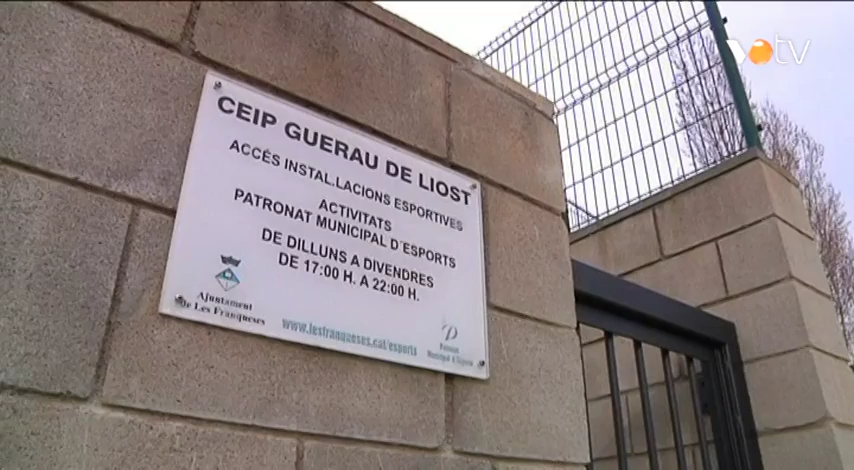 votv
CEIP GUERAU DE LIOST
ACCÉS INSTAL.LACIONS ESPORTIVES
ACTIVITATS
PATRONAT MUNICIPAL D'ESPORTS
DE DILLUNS A DIVENDRES
DE 17:00 H. A 22:00 H.
Ajuntament
de Les Franqueses
www.lesfranqueses.cat/esports
Patronat
Municipal d'Esports